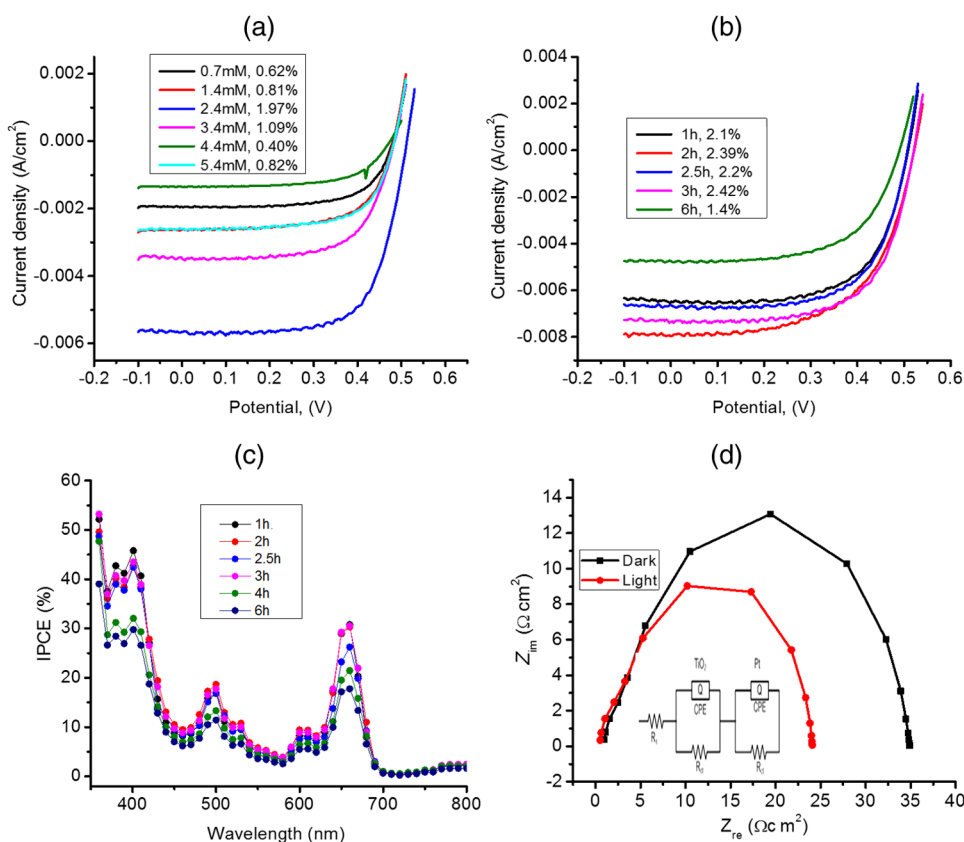 (a)
0.002
0.000
-0.002
-0.004
-0.006
Current density (A/cm²)
0.7mM, 0.62%
1.4mM, 0.81%
2.4mM, 1.97%
3.4mM, 1.09%
4.4mM, 0.40%
5.4mM, 0.82%
-0.2 -0.1 0.0 0.1 0.2 0.3 0.4 0.5 0.6
Potential, (V)
(b)
0.004
0.002
0.000
-0.002
-0.004
-0.006
-0.008
-0.010
Current density (A/cm²)
1h, 2.1%
2h, 2.39%
2.5h, 2.2%
3h, 2.42%
6h, 1.4%
-0.2 -0.1 0.0 0.1 0.2 0.3 0.4 0.5 0.6
Potential, (V)
(c)
60
50
40
30
20
10
0
IPCE (%)
1h.
2h
2.5h
3h
4h
6h
400 500 600 700 800
Wavelength (nm)
(d)
14
12
10
8
6
4
2
0
-2
Zim (Ω cm²)
Dark
Light
TiO₂ Pt
Q Q
CPE CPE
-5 0 5 10 15 20 25 30 35 40
Zre (Ωc m²)